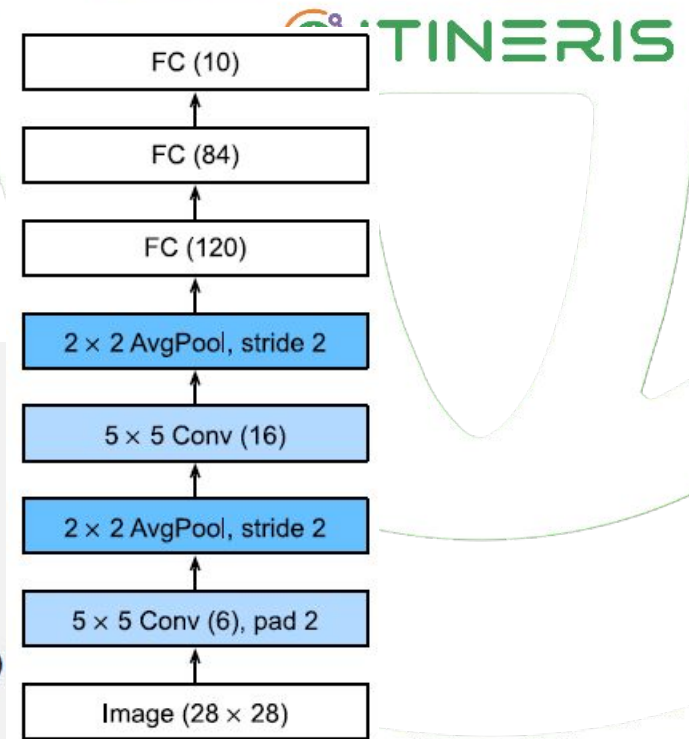 ITINERIS
FC (10)
FC (84)
FC (120)
2 × 2 AvgPool, stride 2
5 × 5 Conv (16)
2 × 2 AvgPool, stride 2
5 × 5 Conv (6), pad 2
Image (28 × 28)